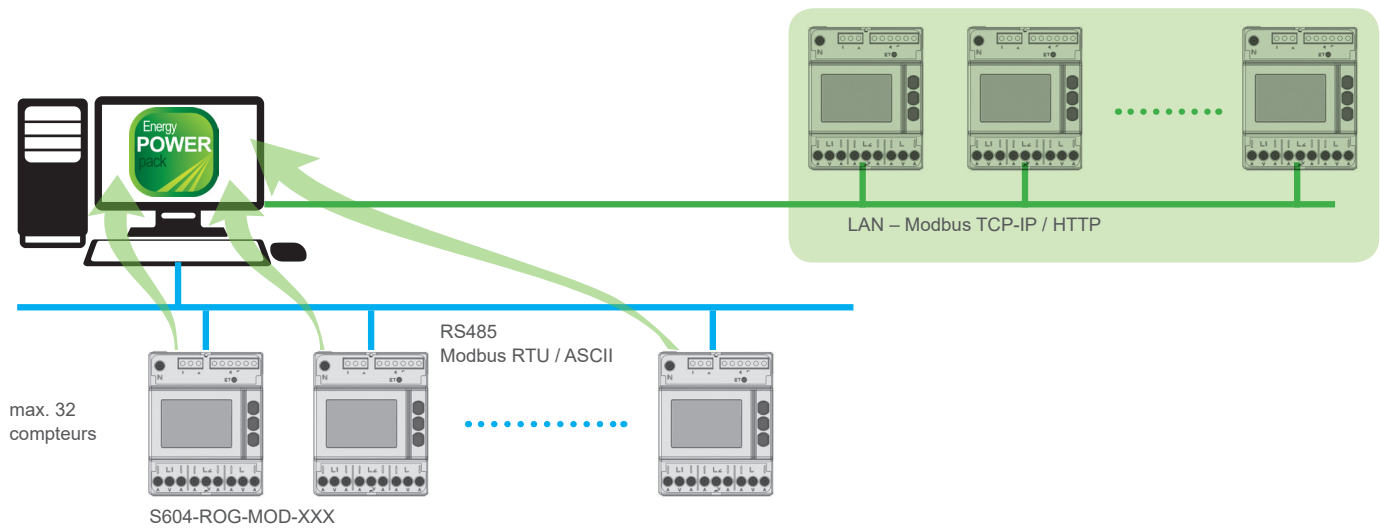 Energy
POWER
pack
LAN – Modbus TCP-IP / HTTP
RS485
Modbus RTU / ASCII
max. 32
compteurs
S604-ROG-MOD-XXX